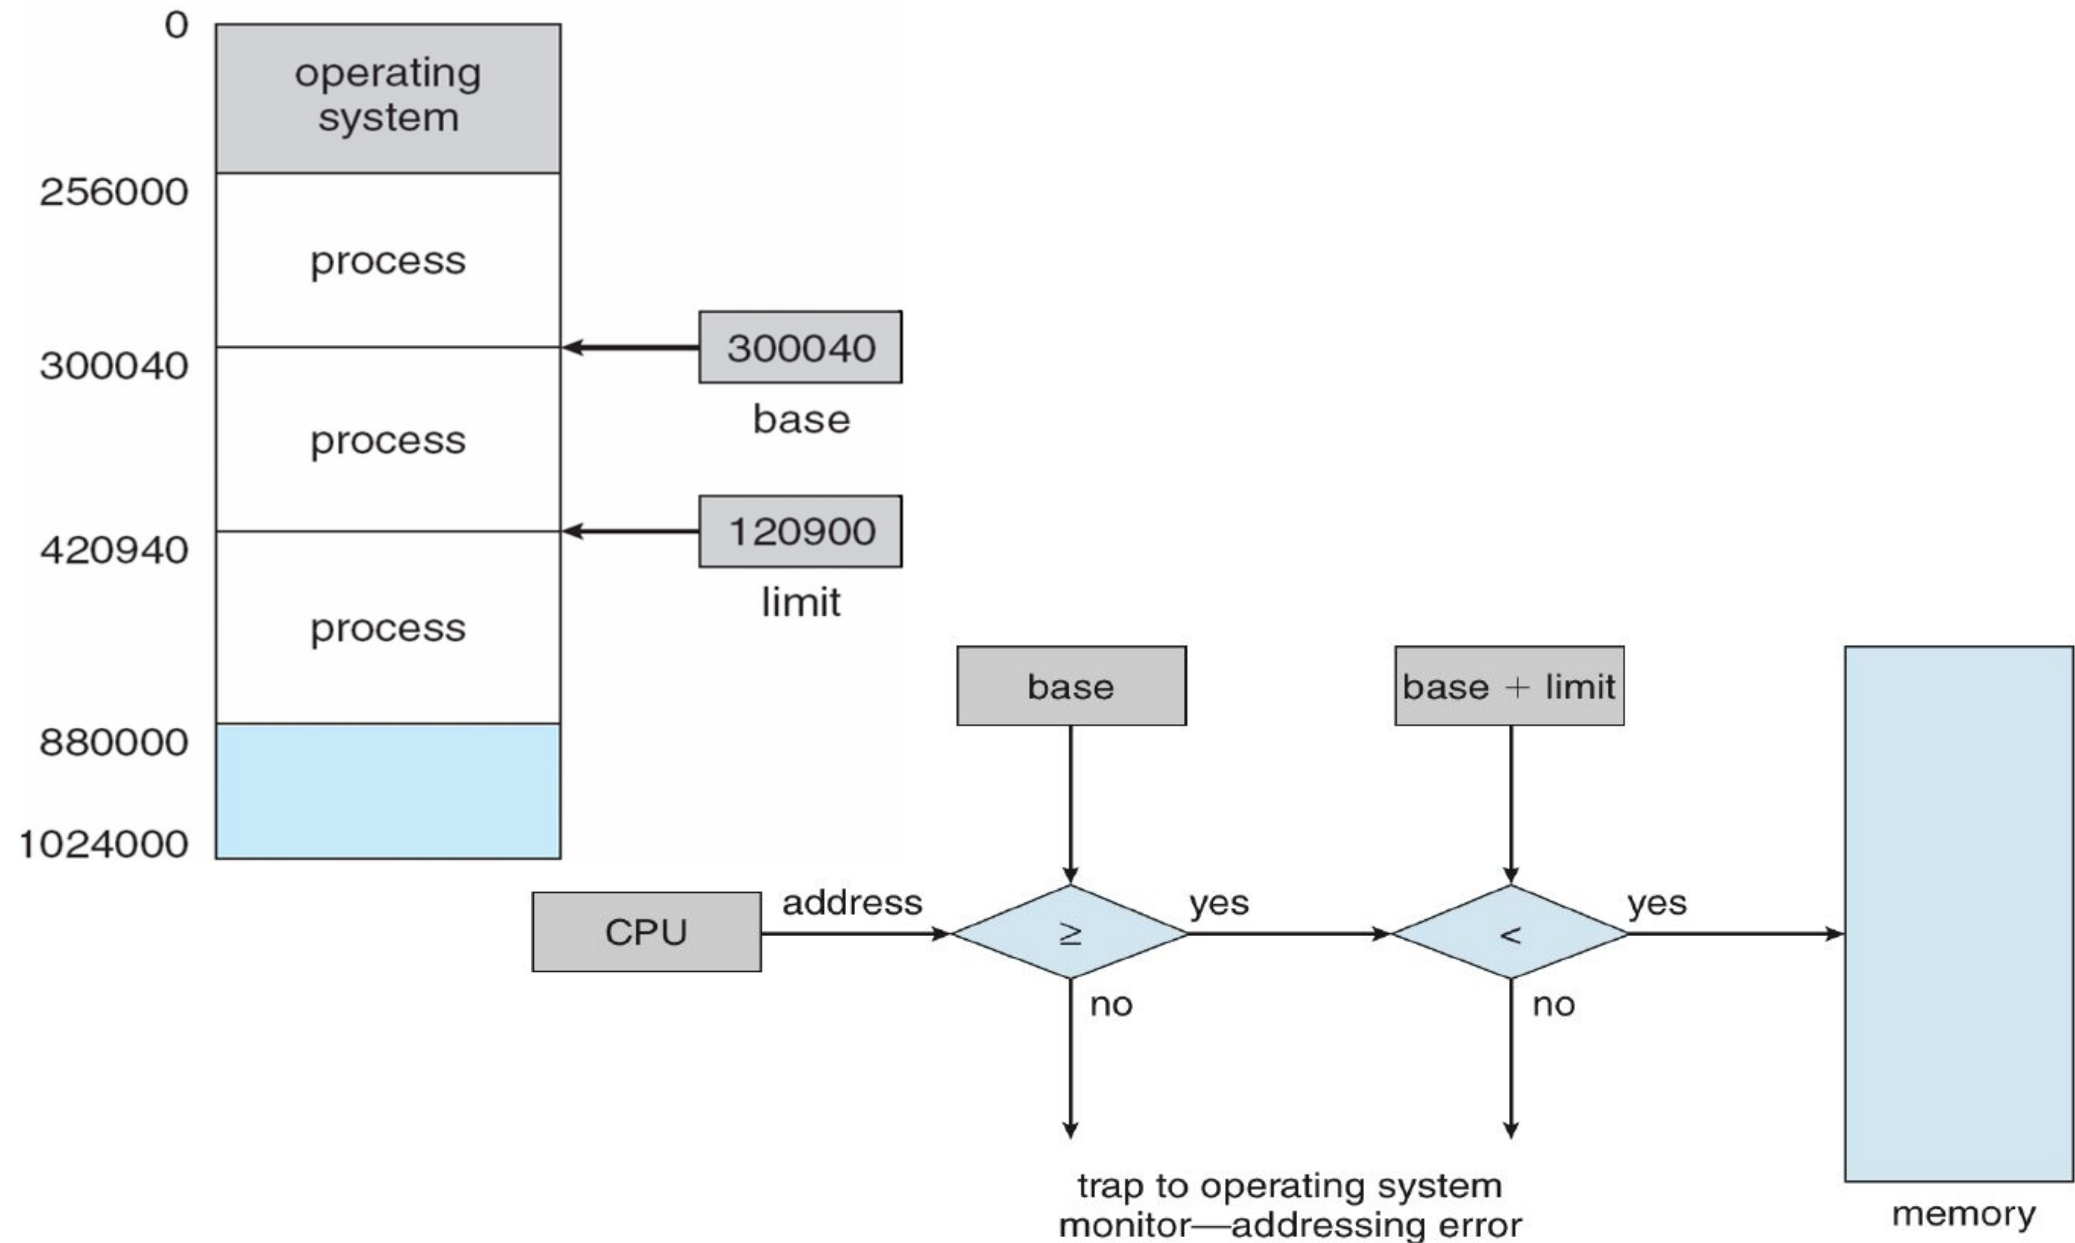 0
operating
system
256000
process
300040
300040
base
process
120900
limit
420940
process
880000
1024000
base
base + limit
CPU
address
≥
yes
<
yes
no
no
trap to operating system
monitor—addressing error
memory